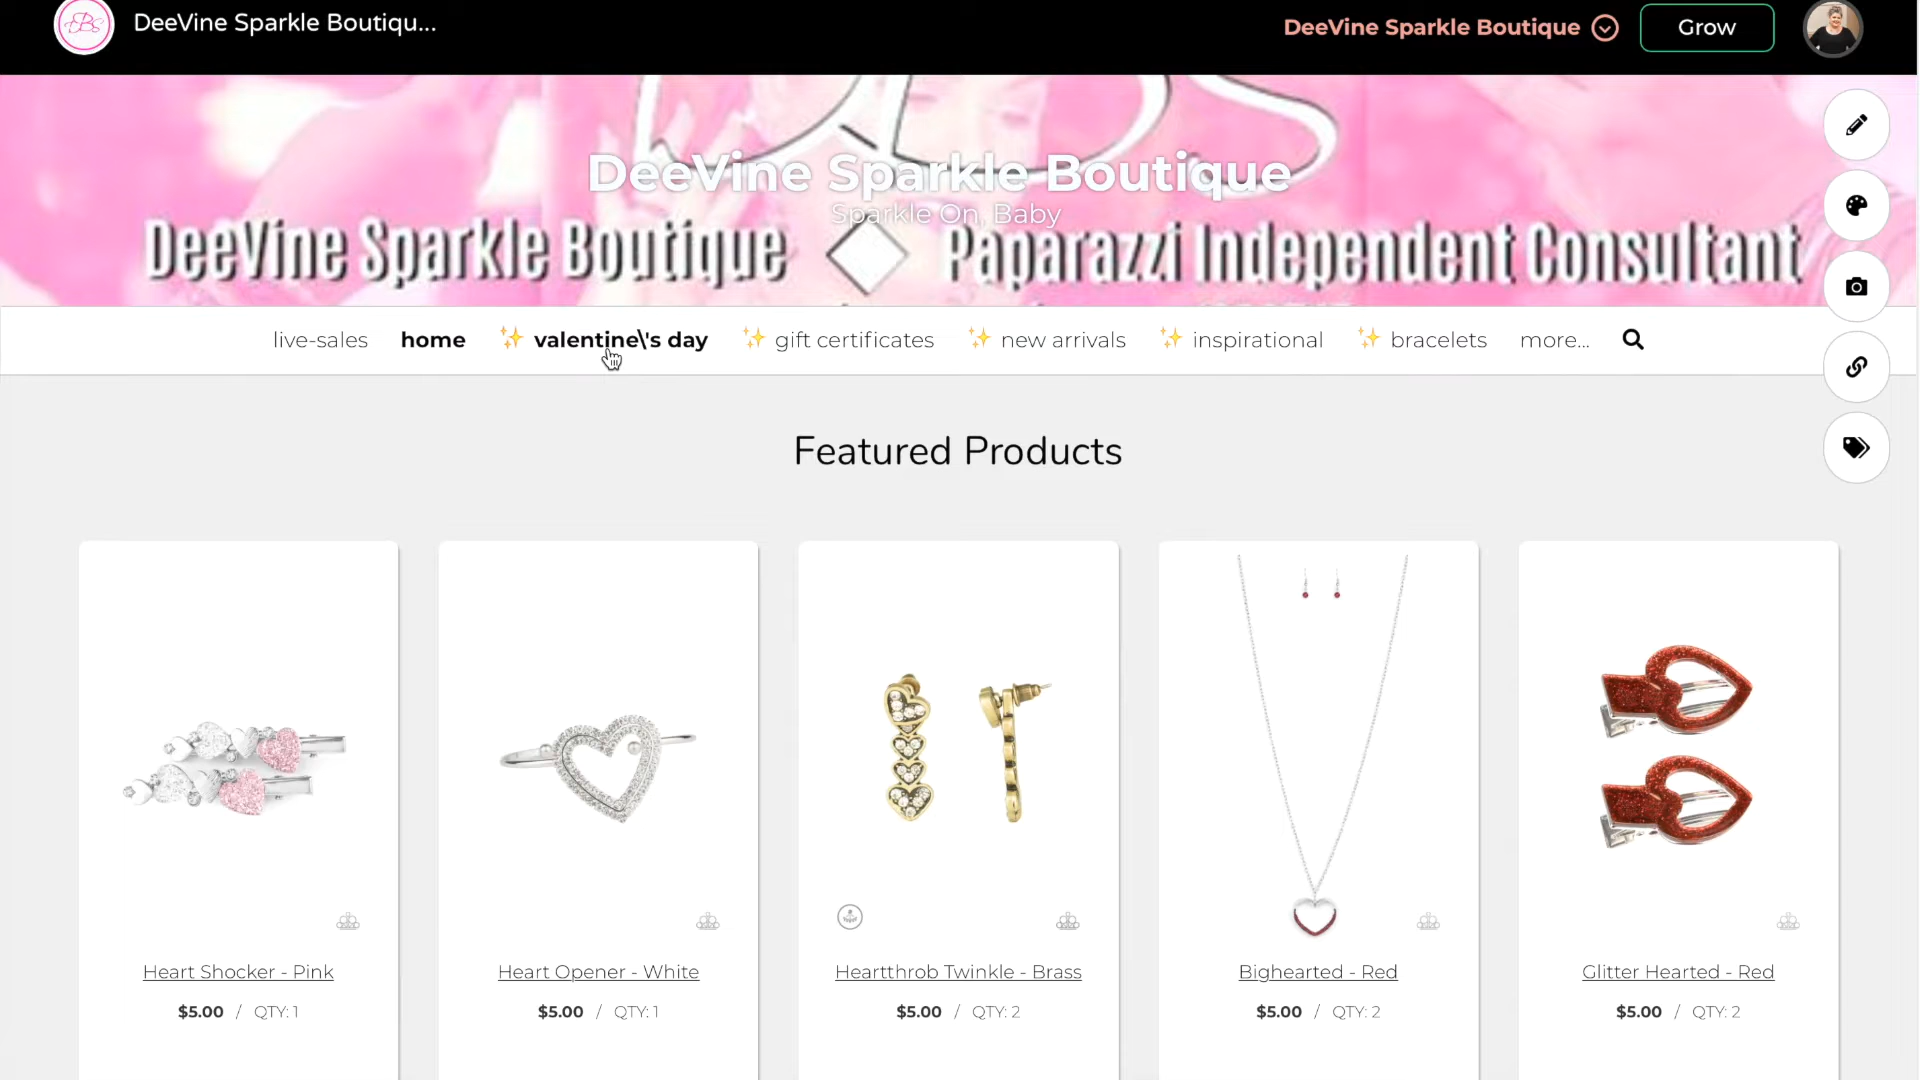 DBS
DeeVine Sparkle Boutiqu...
DeeVine Sparkle Boutique
Grow
DBS
DeeVine Sparkle Boutique
Sparkle On, Baby
DeeVine Sparkle Boutique Paparazzi Independent Consultant
live-sales home ✨ valentine\'s day ✨ gift certificates ✨ new arrivals ✨ inspirational ✨ bracelets more...
Featured Products
Heart Shocker - Pink
$5.00 / QTY: 1
Heart Opener - White
$5.00 / QTY: 1
Heartthrob Twinkle - Brass
$5.00 / QTY: 2
Bighearted - Red
$5.00 / QTY: 2
Glitter Hearted - Red
$5.00 / QTY: 2